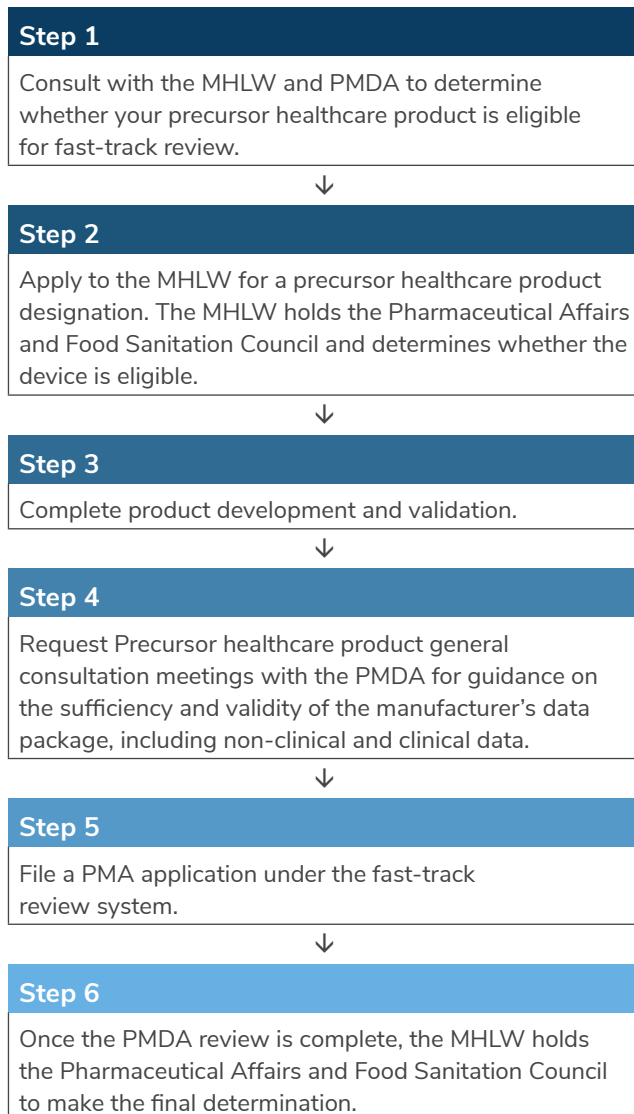 Step 1
Consult with the MHLW and PMDA to determine
whether your precursor healthcare product is eligible
for fast-track review.
↓
Step 2
Apply to the MHLW for a precursor healthcare product
designation. The MHLW holds the Pharmaceutical Affairs
and Food Sanitation Council and determines whether the
device is eligible.
↓
Step 3
Complete product development and validation.
↓
Step 4
Request Precursor healthcare product general
consultation meetings with the PMDA for guidance on
the sufficiency and validity of the manufacturer’s data
package, including non-clinical and clinical data.
↓
Step 5
File a PMA application under the fast-track
review system.
↓
Step 6
Once the PMDA review is complete, the MHLW holds
the Pharmaceutical Affairs and Food Sanitation Council
to make the final determination.